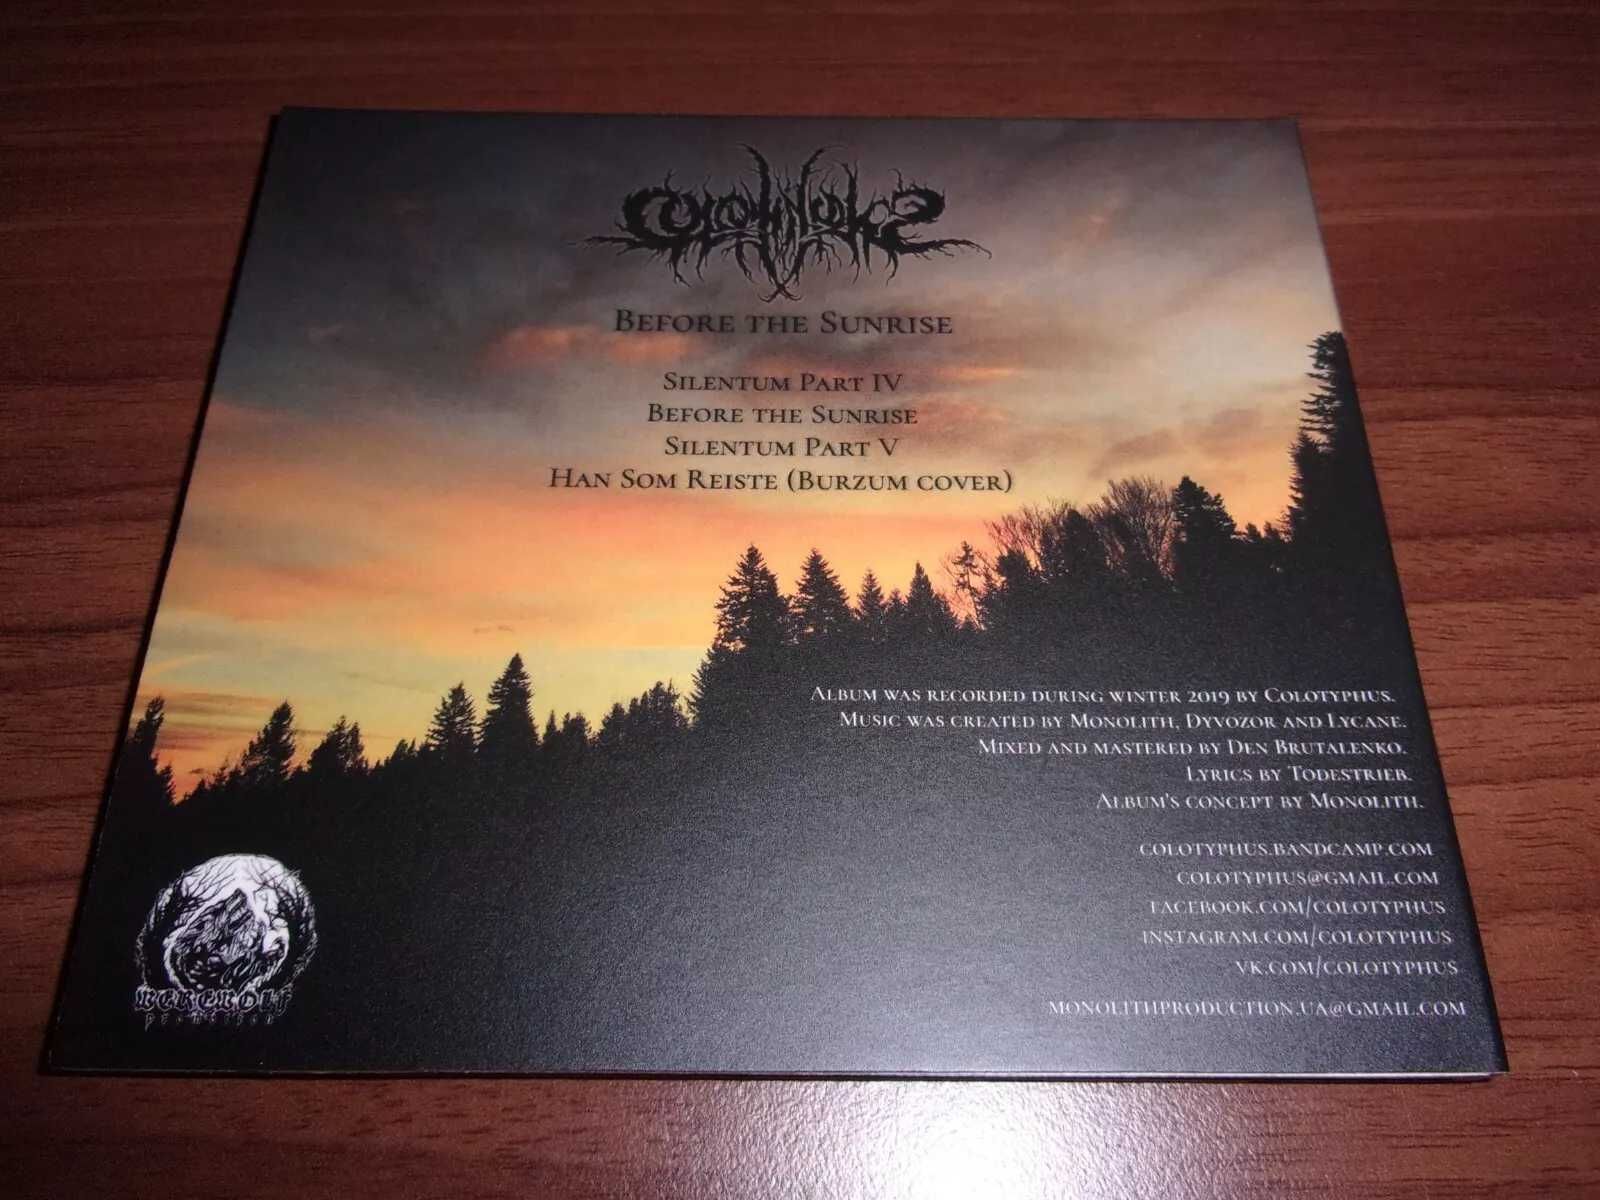 Colotyphus
Before the Sunrise
Silentum Part IV
Before the Sunrise
Silentum Part V
Han Som Reiste (Burzum cover)
Album was recorded during winter 2019 by Colotyphus.
Music was created by Monolith, Dyvozor and Lycane.
Mixed and mastered by Den Brutalenko.
Lyrics by Todestrieb.
Album's concept by Monolith.
colotyphus.bandcamp.com
colotyphus@gmail.com
facebook.com/colotyphus
instagram.com/colotyphus
vk.com/colotyphus
monolithproduction.ua@gmail.com
Werewolf
promotion